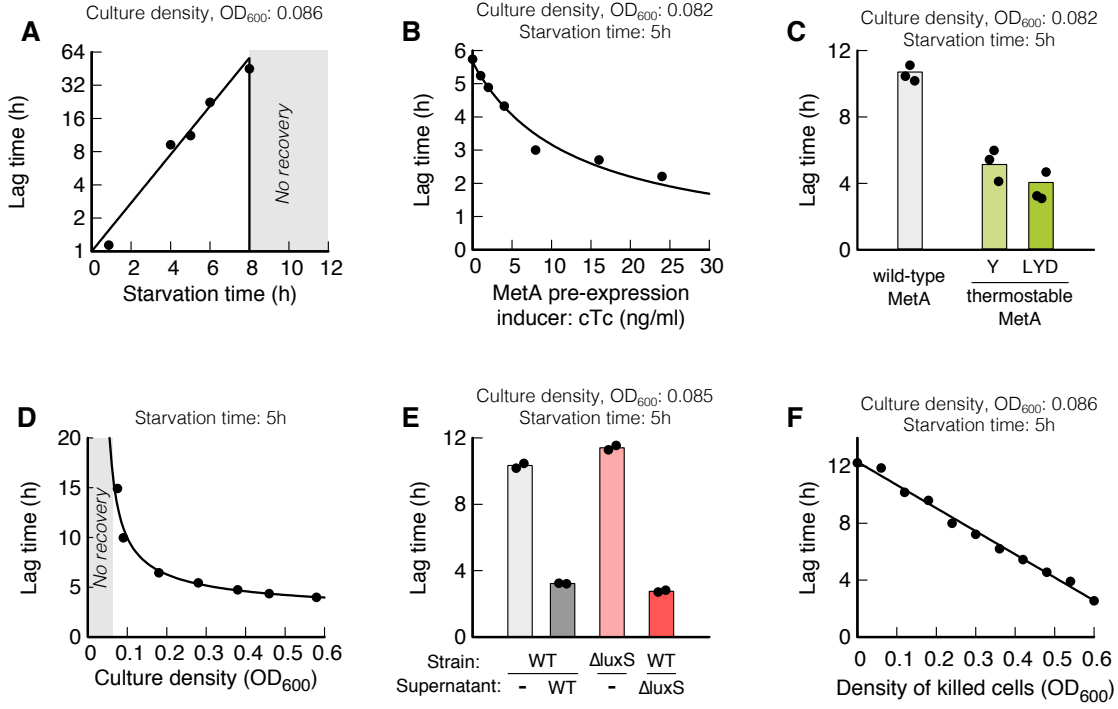 A
Culture density, OD600: 0.086
Lag time (h)
64
32
16
8
4
2
1
No recovery
0 2 4 6 8 10 12
Starvation time (h)
B
Culture density, OD600: 0.082
Starvation time: 5h
Lag time (h)
6
5
4
3
2
1
0
0 5 10 15 20 25 30
MetA pre-expression
inducer: cTc (ng/ml)
C
Culture density, OD600: 0.082
Starvation time: 5h
Lag time (h)
12
8
4
0
wild-type
MetA
Y LYD
thermostable
MetA
D
Starvation time: 5h
Lag time (h)
20
15
10
5
0
No recovery
0 0.1 0.2 0.3 0.4 0.5 0.6
Culture density (OD600)
E
Culture density, OD600: 0.085
Starvation time: 5h
Lag time (h)
12
8
4
0
Strain: WT ΔluxS WT
Supernatant: - WT - ΔluxS
F
Culture density, OD600: 0.086
Starvation time: 5h
Lag time (h)
12
8
4
0
0 0.1 0.2 0.3 0.4 0.5 0.6
Density of killed cells (OD600)